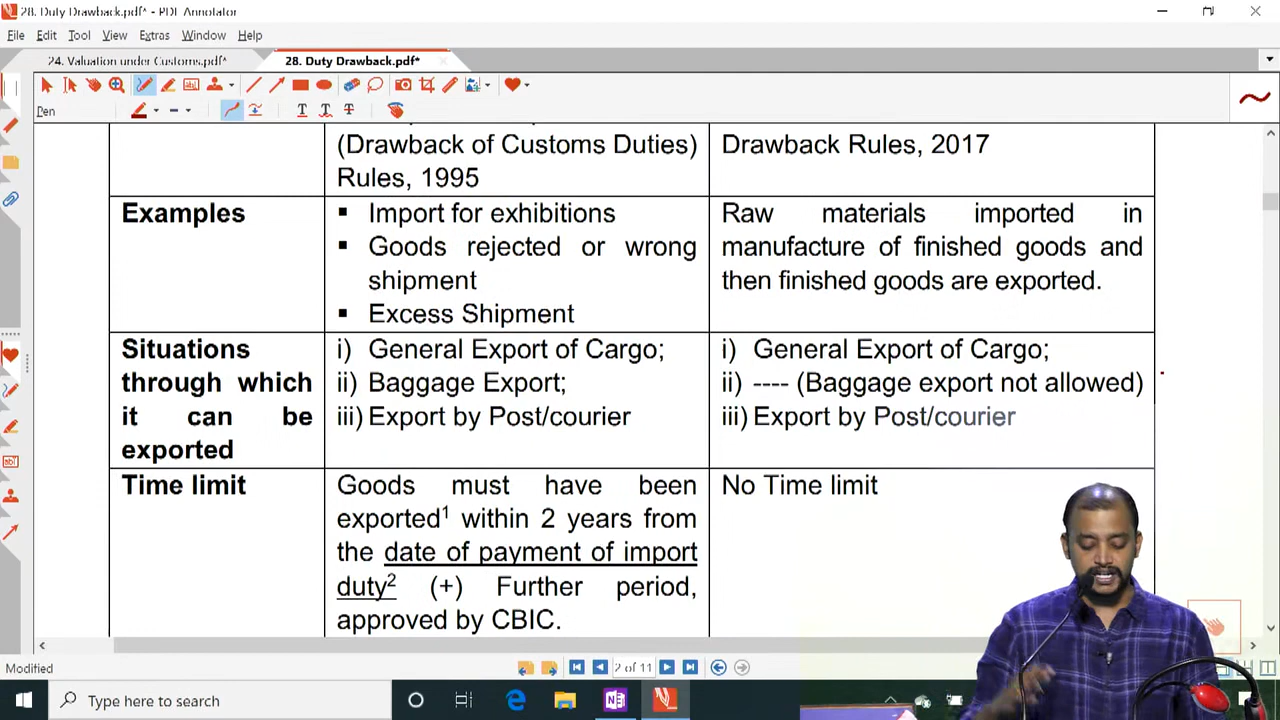 28. Duty Drawback.pdf* - PDF Annotator
File Edit Tool View Extras Window Help
24. Valuation under Customs.pdf* 28. Duty Drawback.pdf*
Pen
(Drawback of Customs Duties)
Rules, 1995
Drawback Rules, 2017
Examples
▪ Import for exhibitions
▪ Goods rejected or wrong
shipment
▪ Excess Shipment
Raw materials imported in
manufacture of finished goods and
then finished goods are exported.
Situations
through which
it can be
exported
i) General Export of Cargo;
ii) Baggage Export;
iii) Export by Post/courier
i) General Export of Cargo;
ii) ---- (Baggage export not allowed)
iii) Export by Post/courier
Time limit
Goods must have been
exported¹ within 2 years from
the date of payment of import
duty² (+) Further period,
approved by CBIC.
No Time limit
Modified
2 of 11
Type here to search